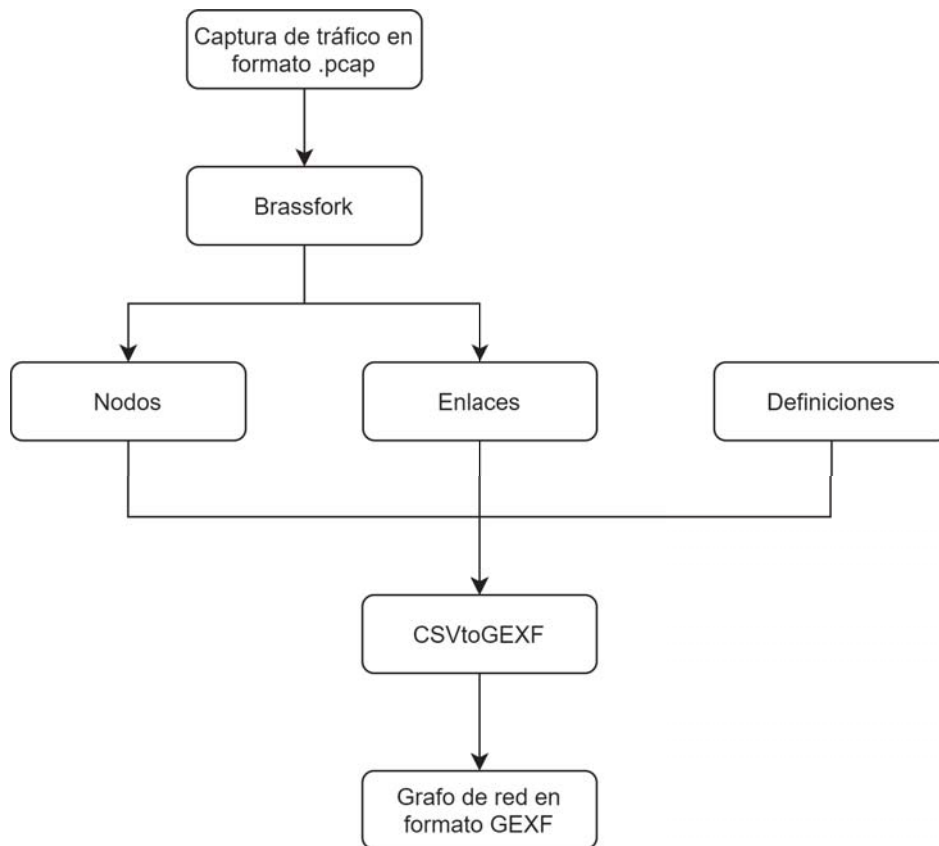 Captura de tráfico en
formato .pcap
Brassfork
Nodos
Enlaces
Definiciones
CSVtoGEXF
Grafo de red en
formato GEXF